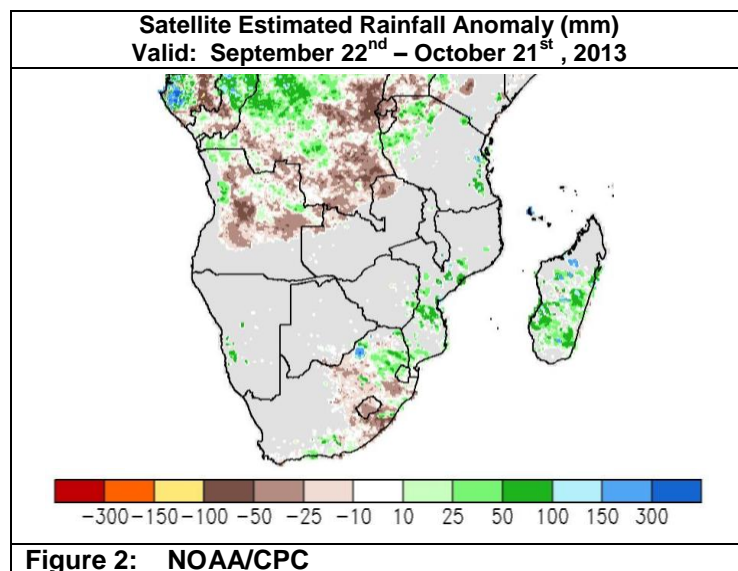 Satellite Estimated Rainfall Anomaly (mm)
Valid: September 22nd – October 21st , 2013
-300 -150 -100 -50 -25 -10 10 25 50 100 150 300
Figure 2: NOAA/CPC